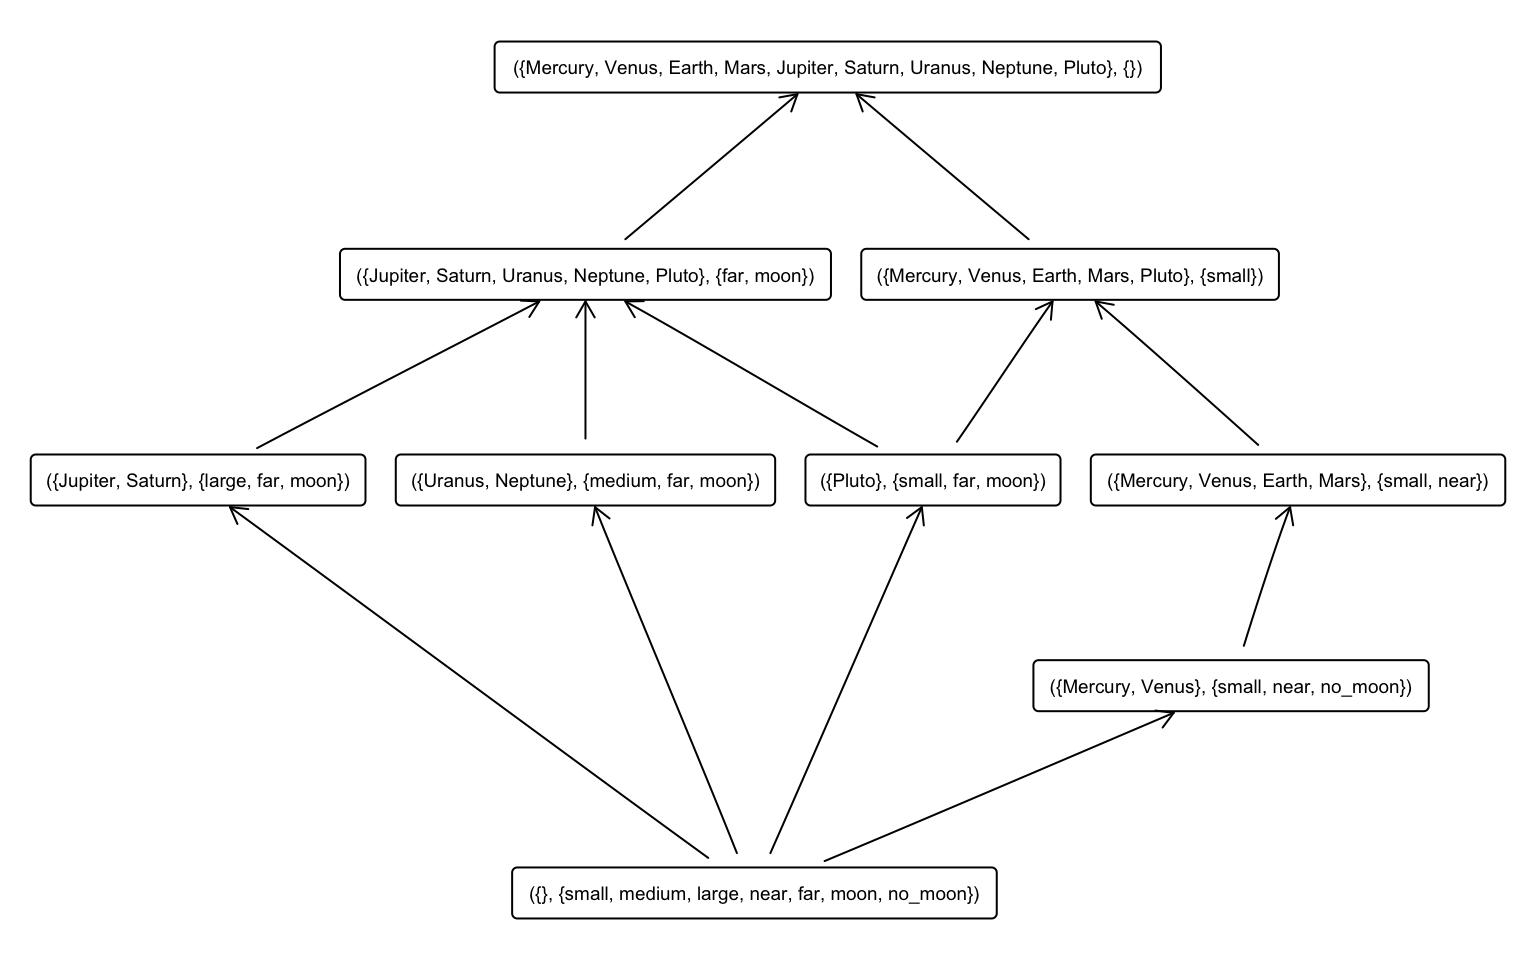 ({Mercury, Venus, Earth, Mars, Jupiter, Saturn, Uranus, Neptune, Pluto}, {})
({Jupiter, Saturn, Uranus, Neptune, Pluto}, {far, moon})
({Mercury, Venus, Earth, Mars, Pluto}, {small})
({Jupiter, Saturn}, {large, far, moon})
({Uranus, Neptune}, {medium, far, moon})
({Pluto}, {small, far, moon})
({Mercury, Venus, Earth, Mars}, {small, near})
({Mercury, Venus}, {small, near, no_moon})
({}, {small, medium, large, near, far, moon, no_moon})